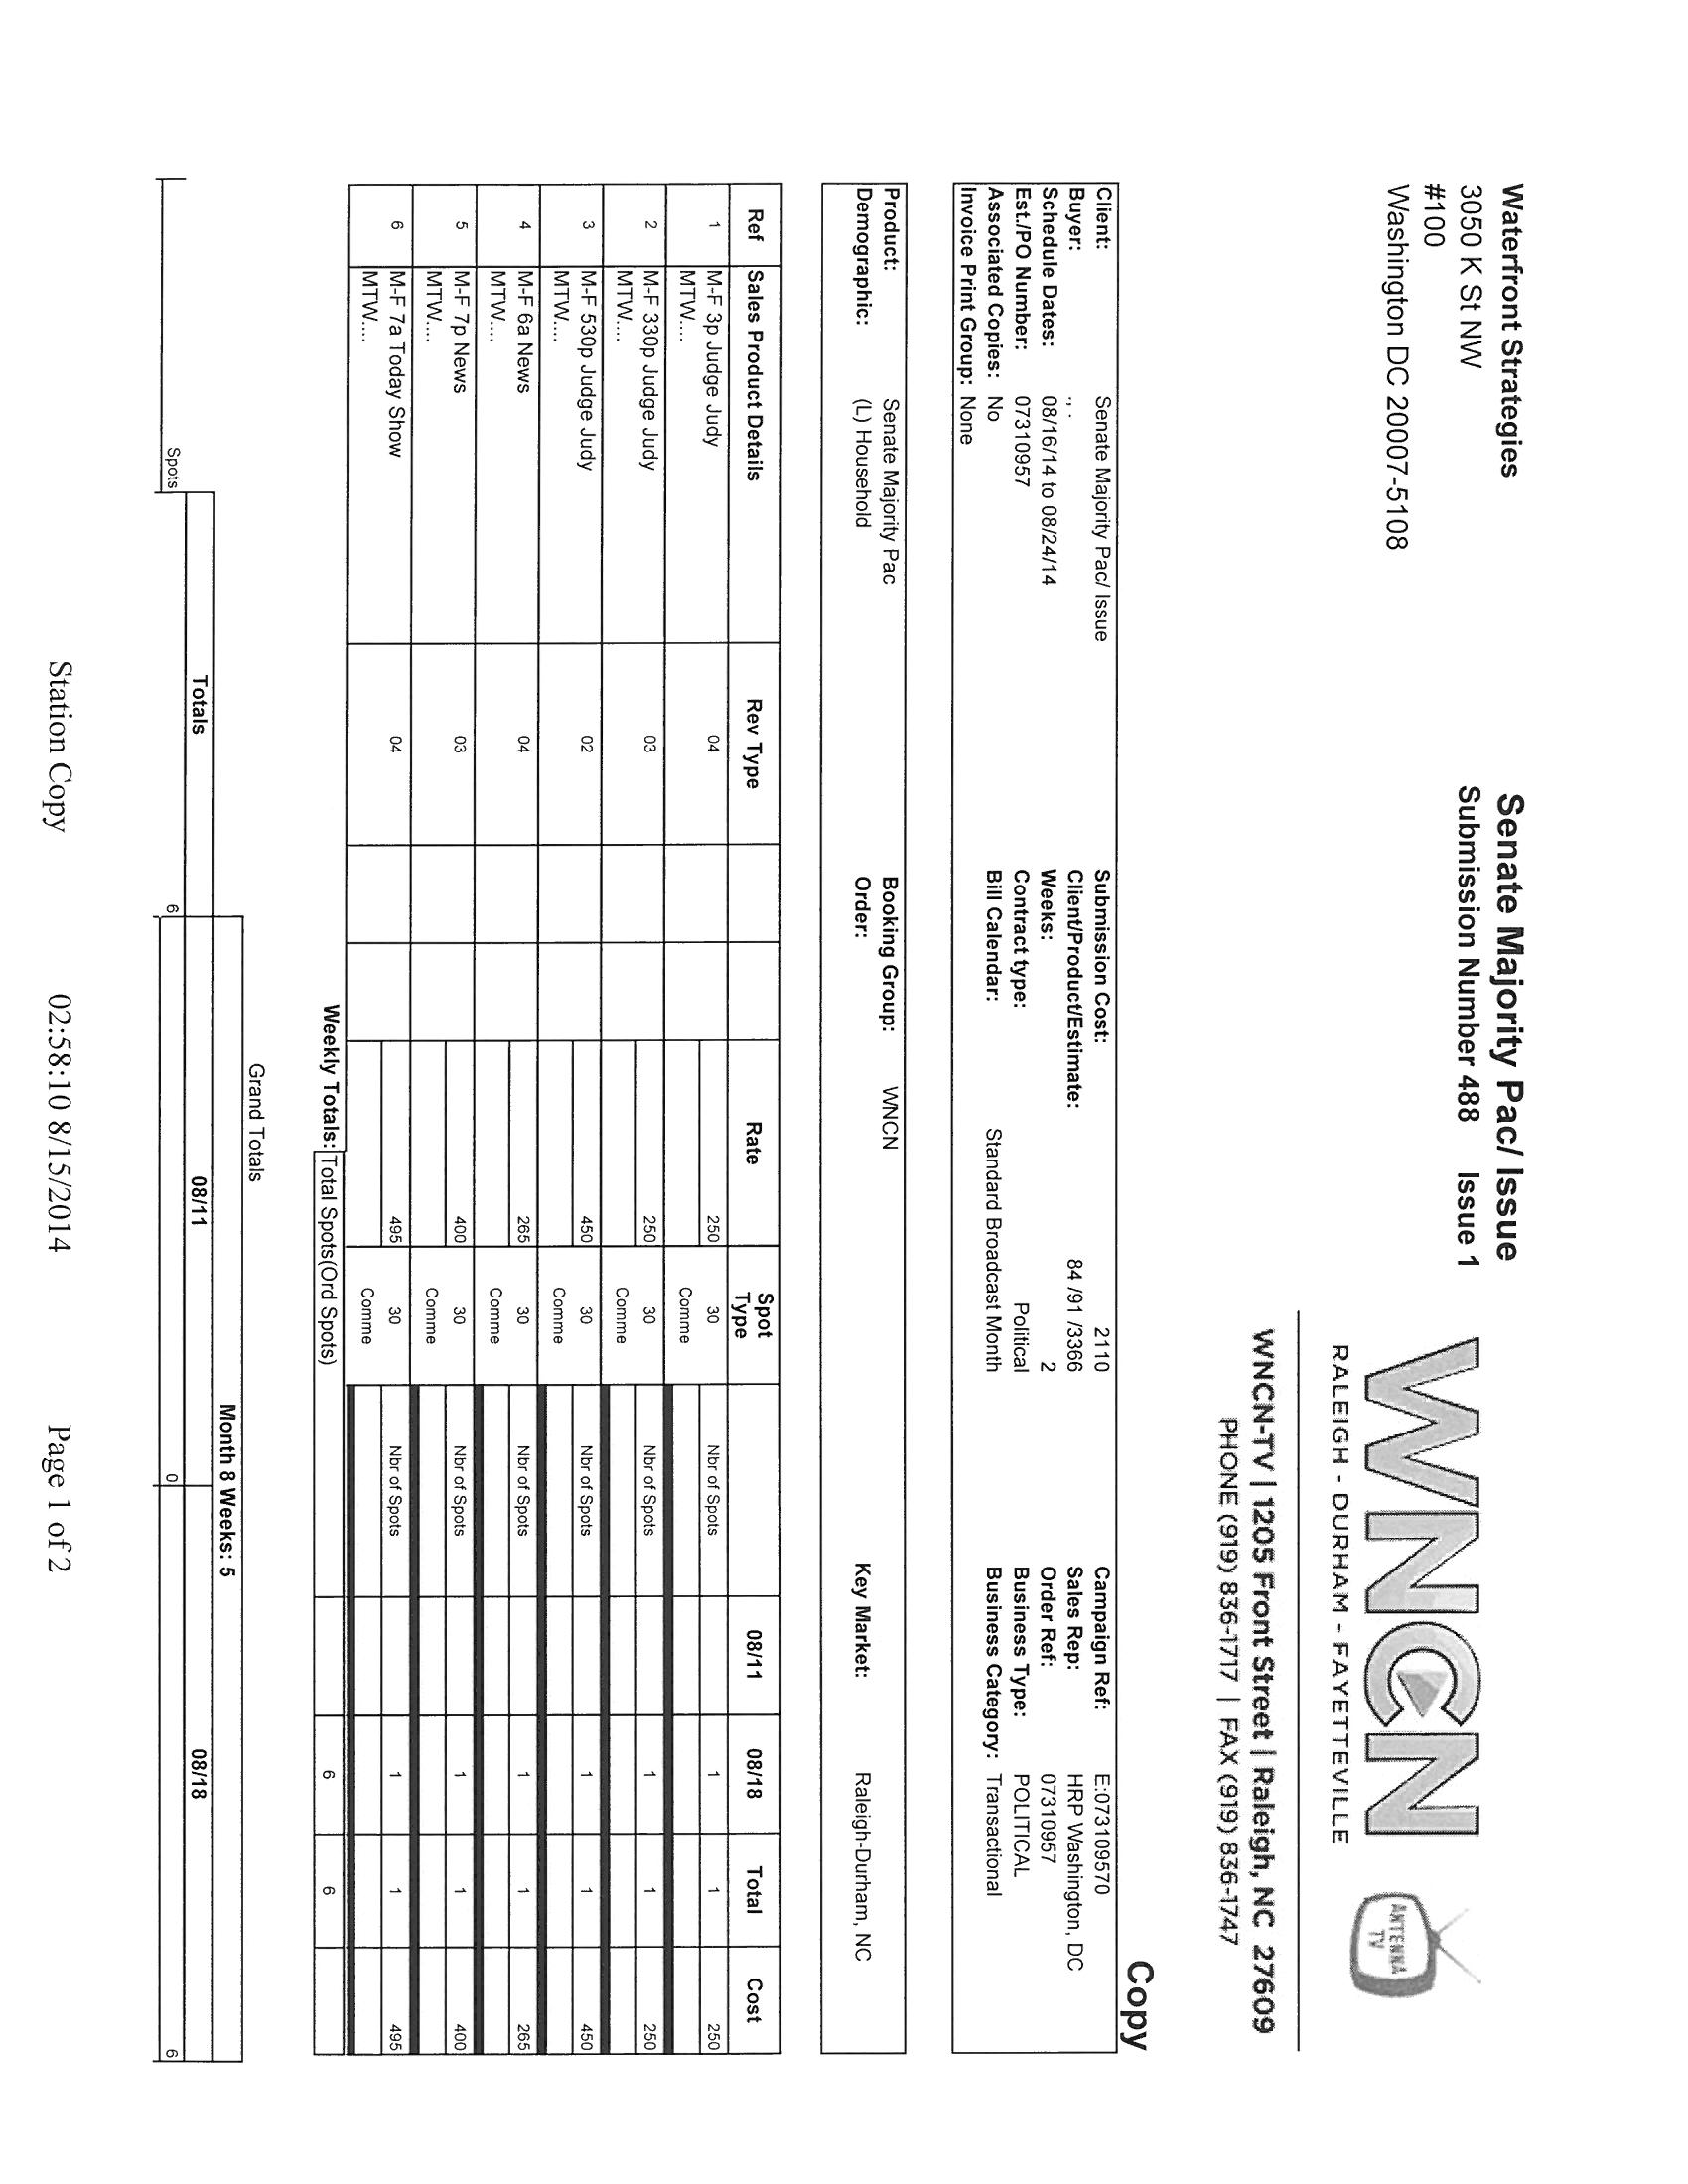 Waterfront Strategies
3050 K St NW
#100
Washington DC 20007-5108
Senate Majority Pac/ Issue
Submission Number 488 Issue 1
WNCN
RALEIGH - DURHAM - FAYETTEVILLE
ANTENNA TV
WNCN-TV | 1205 Front Street | Raleigh, NC 27609
PHONE (919) 836-1717 | FAX (919) 836-1747
Copy
Client: Senate Majority Pac/ Issue Submission Cost: 2110 Campaign Ref: E:073109570
Buyer: ., . Client/Product/Estimate: 84 /91 /3366 Sales Rep: HRP Washington, DC
Schedule Dates: 08/16/14 to 08/24/14 Weeks: 2 Order Ref: 07310957
Est./PO Number: 07310957 Contract type: Political Business Type: POLITICAL
Associated Copies: No Bill Calendar: Standard Broadcast Month Business Category: Transactional
Invoice Print Group: None
Product: Senate Majority Pac Booking Group: WNCN
Demographic: (L) Household Order: Key Market: Raleigh-Durham, NC
Ref Sales Product Details Rev Type Rate Spot Type 08/11 08/18 Total Cost
1 M-F 3p Judge Judy 04 250 30 Nbr of Spots 1 1 250
MTW.... Comme
2 M-F 330p Judge Judy 03 250 30 Nbr of Spots 1 1 250
MTW.... Comme
3 M-F 530p Judge Judy 02 450 30 Nbr of Spots 1 1 450
MTW.... Comme
4 M-F 6a News 04 265 30 Nbr of Spots 1 1 265
MTW.... Comme
5 M-F 7p News 03 400 30 Nbr of Spots 1 1 400
MTW.... Comme
6 M-F 7a Today Show 04 495 30 Nbr of Spots 1 1 495
MTW.... Comme
Weekly Totals: Total Spots(Ord Spots) 6 6
Grand Totals
Month 8 Weeks: 5
Totals 08/11 08/18
Spots 6 0 6
Station Copy 02:58:10 8/15/2014 Page 1 of 2